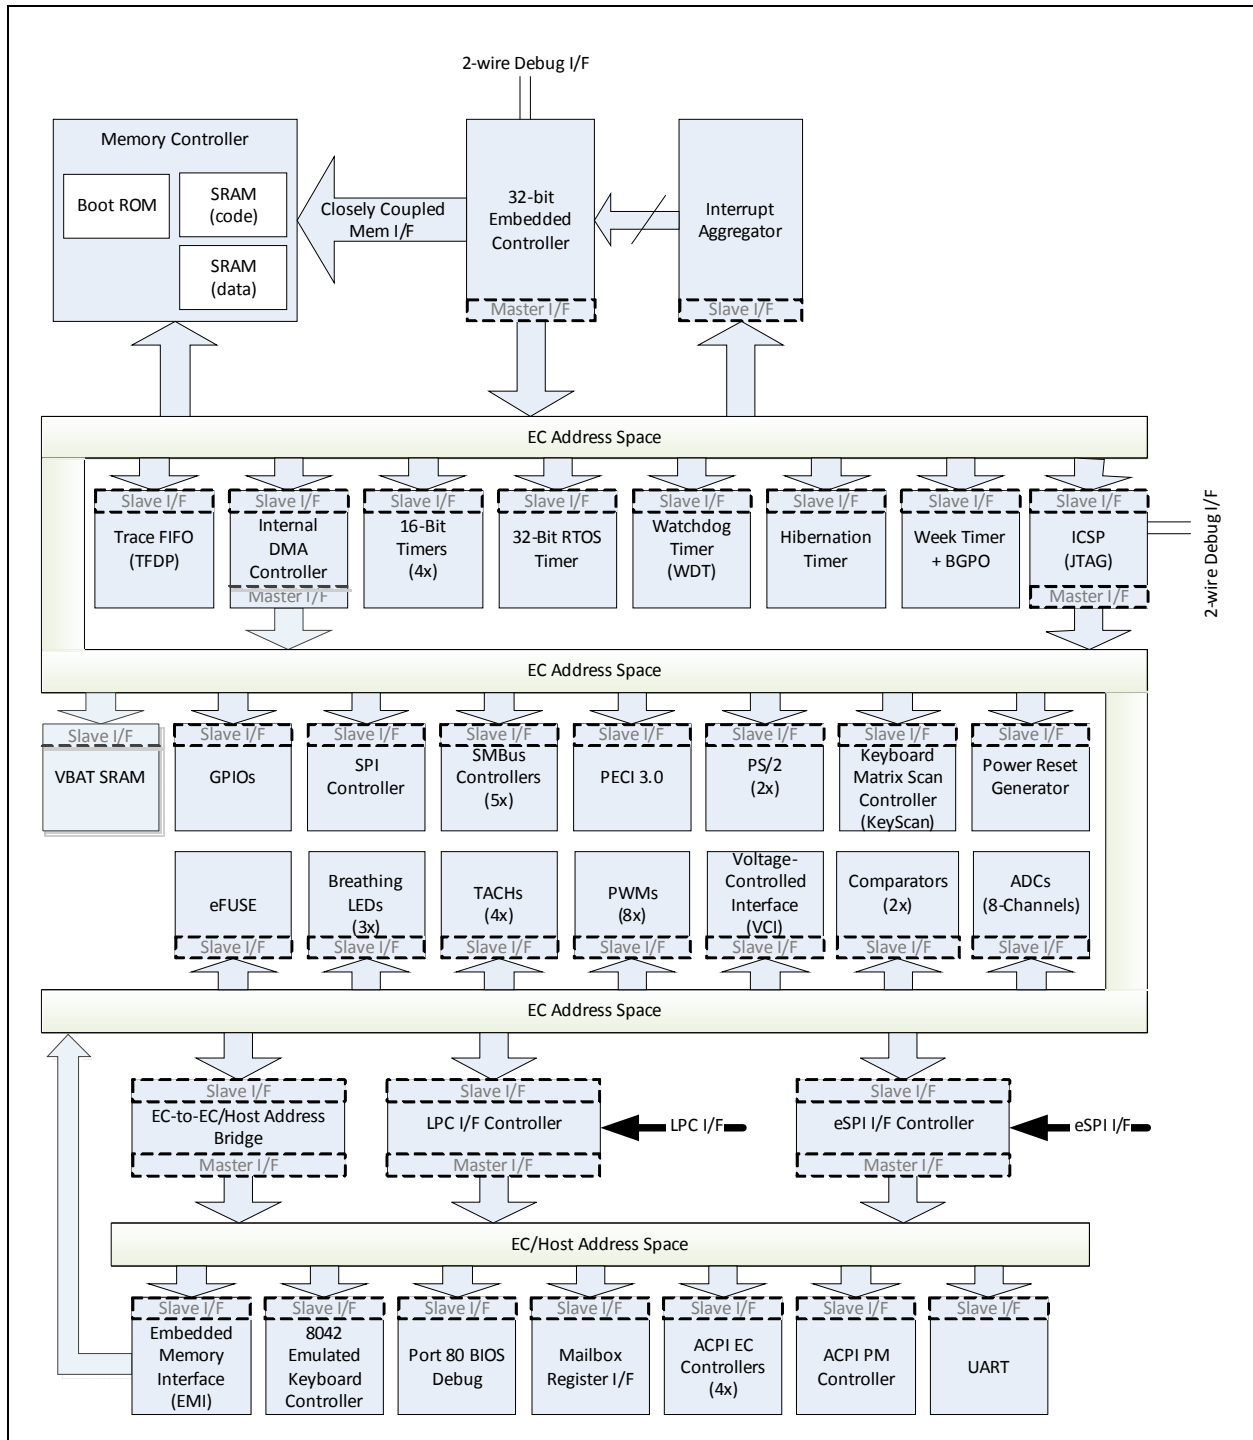 2-wire Debug I/F
Memory Controller
Boot ROM
SRAM
(code)
SRAM
(data)
Closely Coupled
Mem I/F
32-bit
Embedded
Controller
Master I/F
Interrupt
Aggregator
Slave I/F
EC Address Space
Slave I/F
Trace FIFO
(TFDP)
Slave I/F
Internal
DMA
Controller
Master I/F
Slave I/F
16-Bit
Timers
(4x)
Slave I/F
32-Bit RTOS
Timer
Slave I/F
Watchdog
Timer
(WDT)
Slave I/F
Hibernation
Timer
Slave I/F
Week Timer
+ BGPO
Slave I/F
ICSP
(JTAG)
Master I/F
2-wire Debug I/F
EC Address Space
Slave I/F
VBAT SRAM
Slave I/F
GPIOs
Slave I/F
SPI
Controller
Slave I/F
SMBus
Controllers
(5x)
Slave I/F
PECI 3.0
Slave I/F
PS/2
(2x)
Slave I/F
Keyboard
Matrix Scan
Controller
(KeyScan)
Slave I/F
Power Reset
Generator
eFUSE
Slave I/F
Breathing
LEDs
(3x)
Slave I/F
TACHs
(4x)
Slave I/F
PWMs
(8x)
Slave I/F
Voltage-
Controlled
Interface
(VCI)
Slave I/F
Comparators
(2x)
Slave I/F
ADCs
(8-Channels)
Slave I/F
EC Address Space
Slave I/F
EC-to-EC/Host Address
Bridge
Master I/F
Slave I/F
LPC I/F Controller
Master I/F
LPC I/F
Slave I/F
eSPI I/F Controller
Master I/F
eSPI I/F
EC/Host Address Space
Slave I/F
Embedded
Memory
Interface
(EMI)
Slave I/F
8042
Emulated
Keyboard
Controller
Slave I/F
Port 80 BIOS
Debug
Slave I/F
Mailbox
Register I/F
Slave I/F
ACPI EC
Controllers
(4x)
Slave I/F
ACPI PM
Controller
Slave I/F
UART